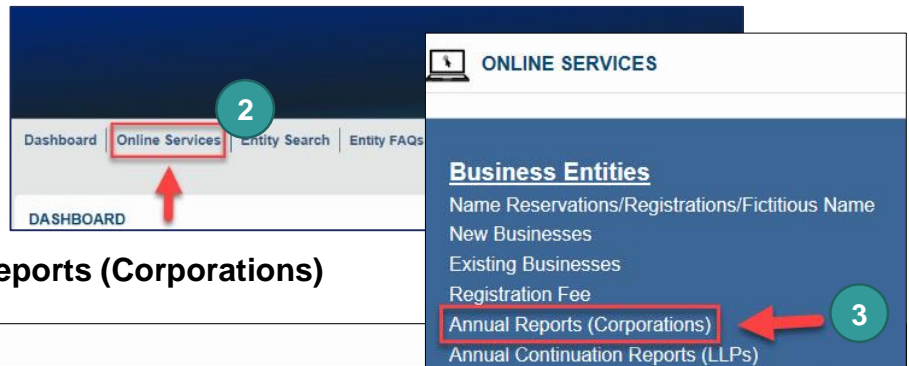 2
Dashboard | Online Services | Entity Search | Entity FAQs
DASHBOARD
eports (Corporations)
ONLINE SERVICES
Business Entities
Name Reservations/Registrations/Fictitious Name
New Businesses
Existing Businesses
Registration Fee
Annual Reports (Corporations)
3
Annual Continuation Reports (LLPs)